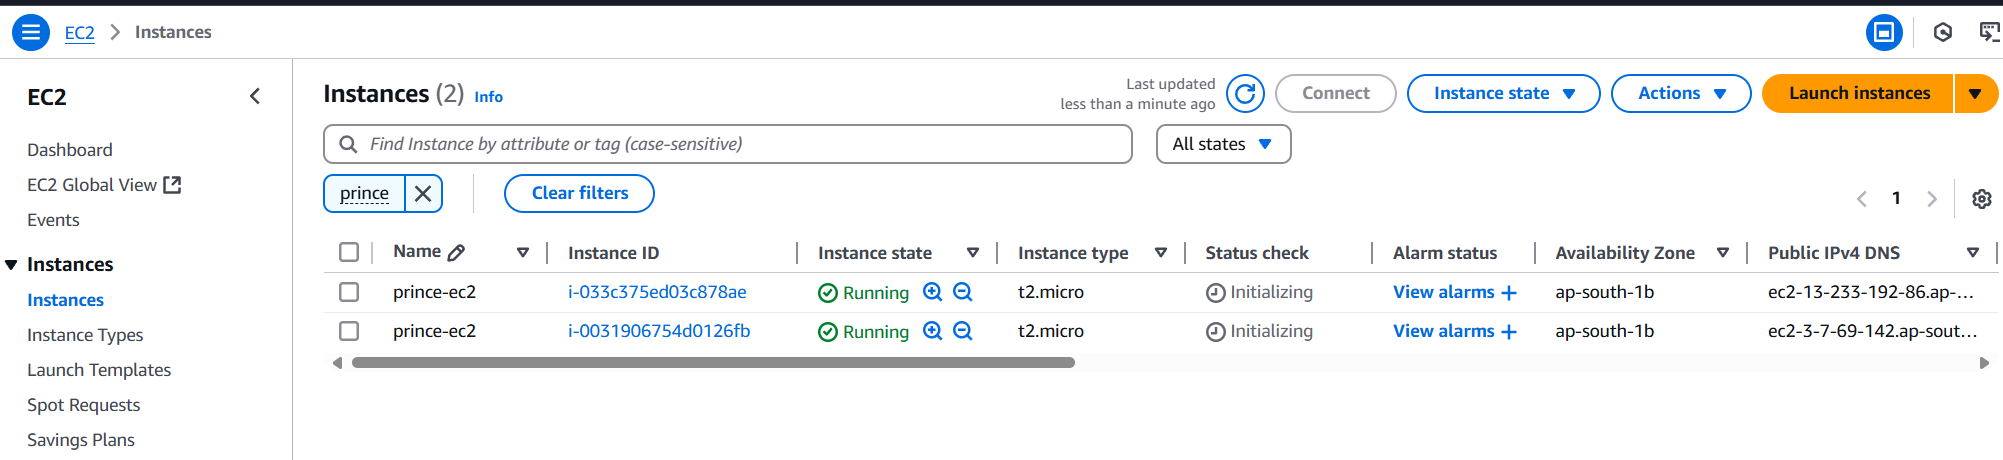 EC2 > Instances
EC2
Dashboard
EC2 Global View
Events
Instances
Instances
Instance Types
Launch Templates
Spot Requests
Savings Plans
Instances (2) Info
Last updated
less than a minute ago
Connect
Instance state
Actions
Launch instances
Find Instance by attribute or tag (case-sensitive)
All states
prince
Clear filters
1
Name Instance ID Instance state Instance type Status check Alarm status Availability Zone Public IPv4 DNS
prince-ec2 i-033c375ed03c878ae Running t2.micro Initializing View alarms + ap-south-1b ec2-13-233-192-86.ap-...
prince-ec2 i-0031906754d0126fb Running t2.micro Initializing View alarms + ap-south-1b ec2-3-7-69-142.ap-sout...